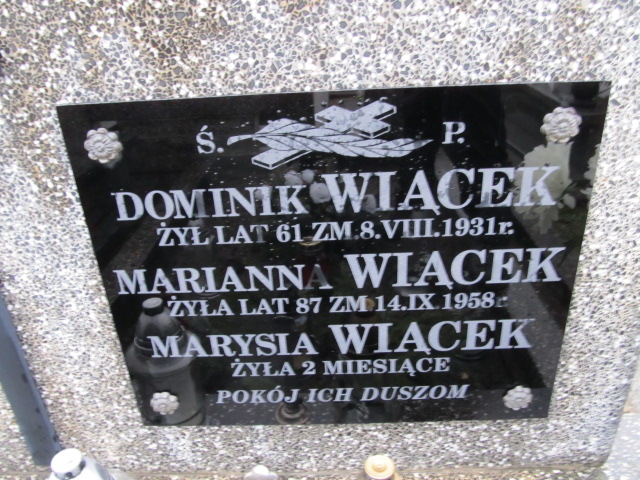 Ś. P.
DOMINIK WIĄCEK
ŻYŁ LAT 61 ZM.8.VIII.1931r.
MARIANNA WIĄCEK
ŻYŁA LAT 87 ZM 14.IX 1958r
MARYSIA WIĄCEK
ŻYŁA 2 MIESIĄCE
POKÓJ ICH DUSZOM